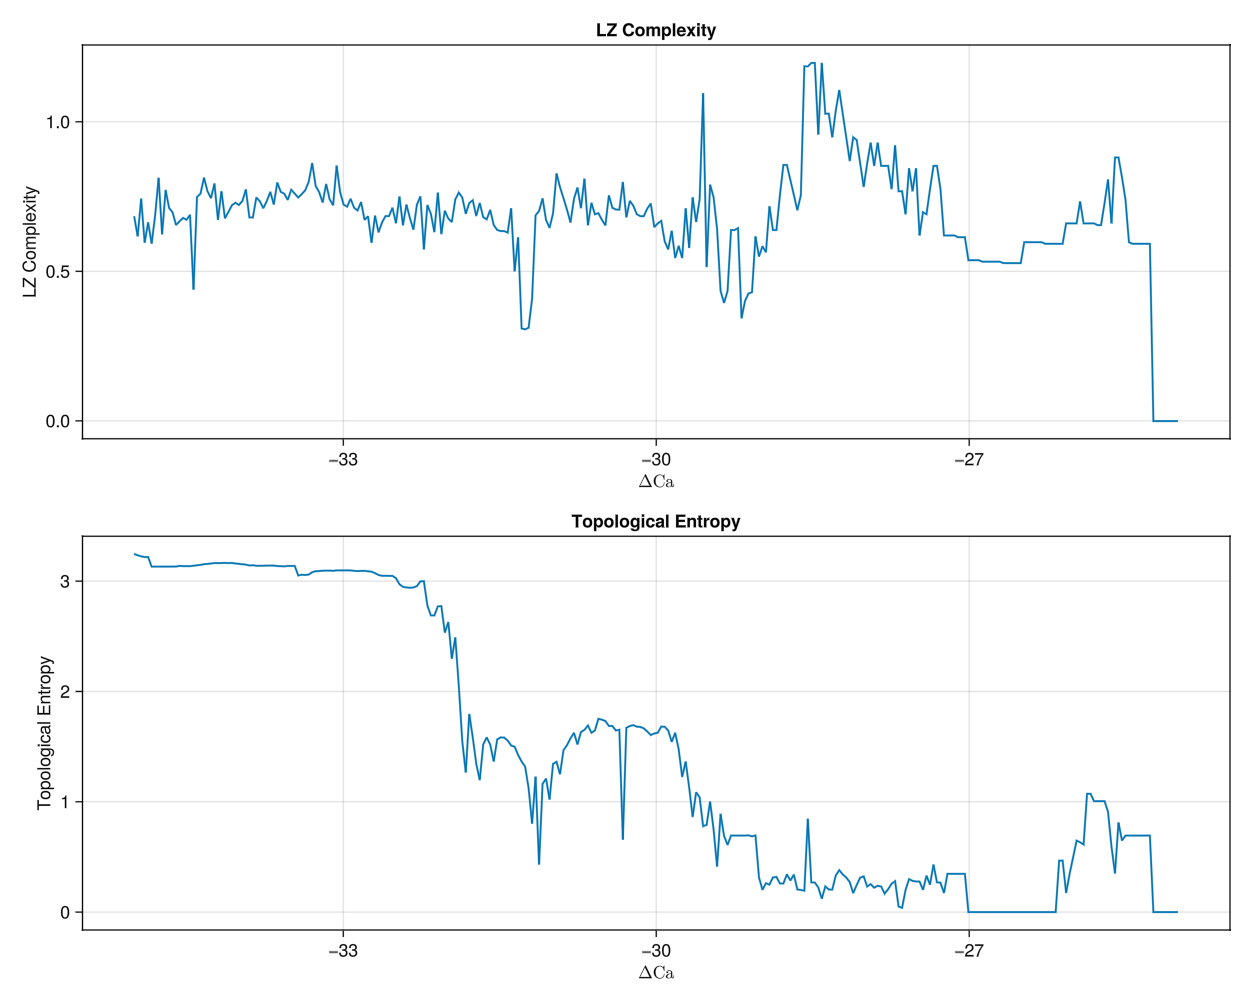 LZ Complexity
LZ Complexity
1.0
0.5
0.0
−33 −30 −27
ΔCa
Topological Entropy
Topological Entropy
3
2
1
0
−33 −30 −27
ΔCa